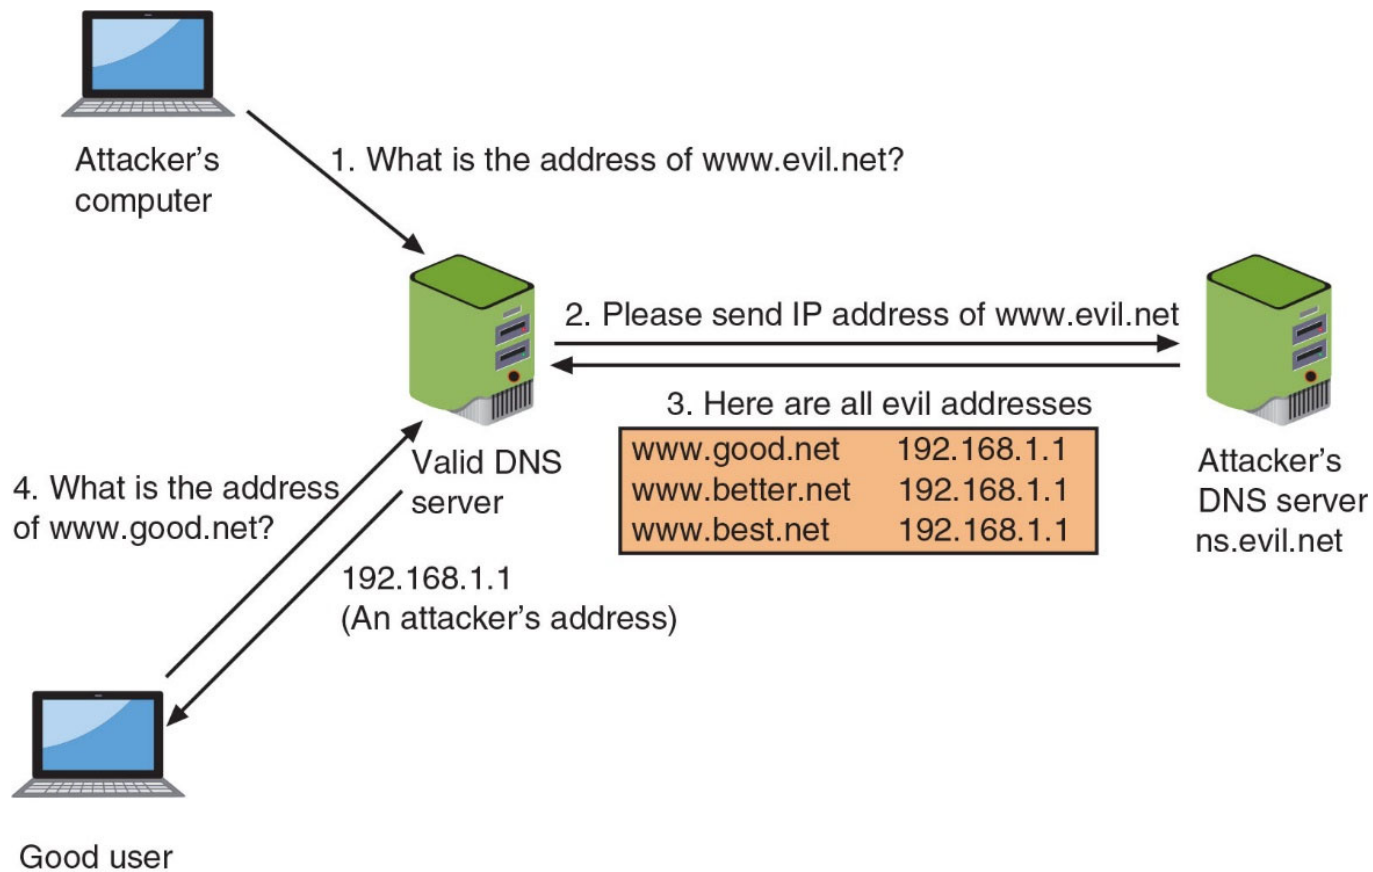 Attacker’s
computer
1. What is the address of www.evil.net?
2. Please send IP address of www.evil.net
3. Here are all evil addresses
www.good.net 192.168.1.1
www.better.net 192.168.1.1
www.best.net 192.168.1.1
Valid DNS
server
Attacker’s
DNS server
ns.evil.net
4. What is the address
of www.good.net?
192.168.1.1
(An attacker’s address)
Good user